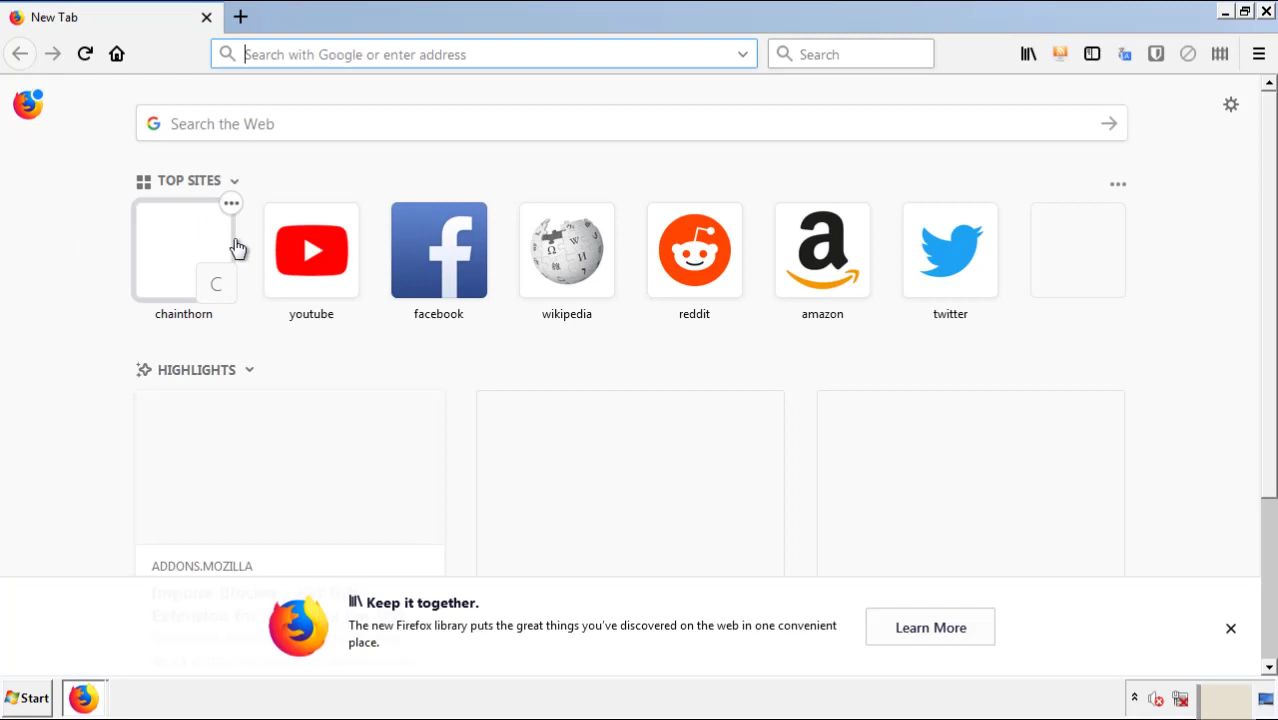 New Tab
Search with Google or enter address
Search
Search the Web
TOP SITES
C
chainthorn
youtube
facebook
wikipedia
reddit
amazon
twitter
HIGHLIGHTS
ADDONS.MOZILLA
Keep it together.
The new Firefox library puts the great things you've discovered on the web in one convenient
place.
Learn More
Start